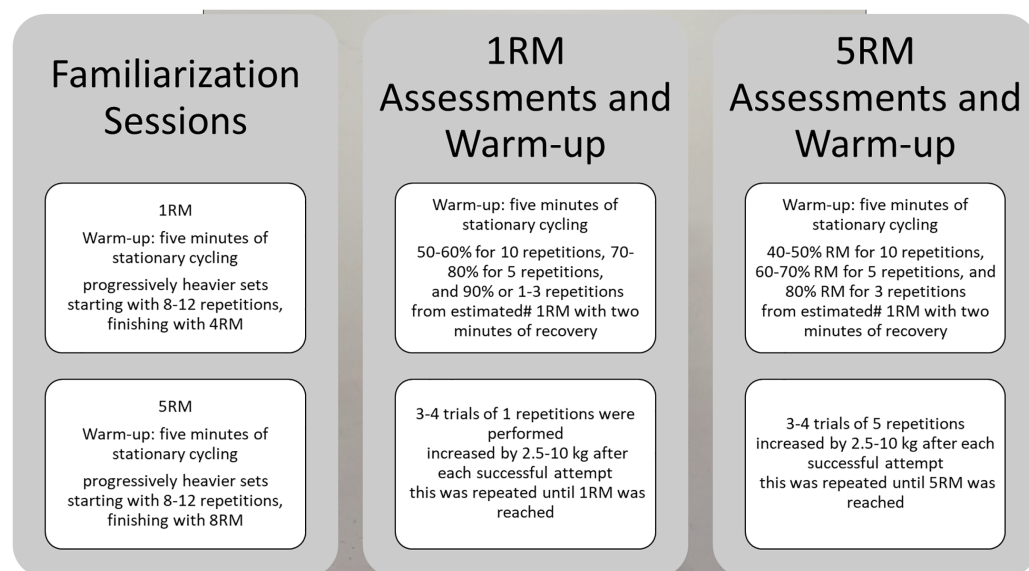 Familiarization
Sessions
1RM
Warm-up: five minutes of
stationary cycling
progressively heavier sets
starting with 8-12 repetitions,
finishing with 4RM
5RM
Warm-up: five minutes of
stationary cycling
progressively heavier sets
starting with 8-12 repetitions,
finishing with 8RM
1RM
Assessments and
Warm-up
Warm-up: five minutes of
stationary cycling
50-60% for 10 repetitions, 70-
80% for 5 repetitions,
and 90% or 1-3 repetitions
from estimated# 1RM with two
minutes of recovery
3-4 trials of 1 repetitions were
performed
increased by 2.5-10 kg after
each successful attempt
this was repeated until 1RM was
reached
5RM
Assessments and
Warm-up
Warm-up: five minutes of
stationary cycling
40-50% RM for 10 repetitions,
60-70% RM for 5 repetitions, and
80% RM for 3 repetitions
from estimated# 1RM with two
minutes of recovery
3-4 trials of 5 repetitions
increased by 2.5-10 kg after each
successful attempt
this was repeated until 5RM was
reached